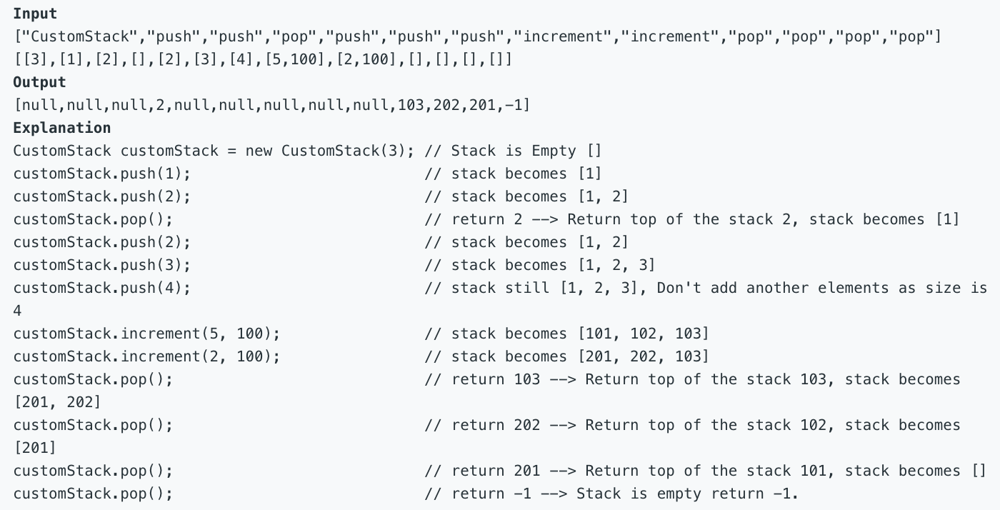 Input
["CustomStack","push","push","pop","push","push","push","increment","increment","pop","pop","pop","pop"]
[[3],[1],[2],[],[2],[3],[4],[5,100],[2,100],[],[],[],[]]
Output
[null,null,null,2,null,null,null,null,null,103,202,201,-1]
Explanation
CustomStack customStack = new CustomStack(3); // Stack is Empty []
customStack.push(1);                          // stack becomes [1]
customStack.push(2);                          // stack becomes [1, 2]
customStack.pop();                            // return 2 --> Return top of the stack 2, stack becomes [1]
customStack.push(2);                          // stack becomes [1, 2]
customStack.push(3);                          // stack becomes [1, 2, 3]
customStack.push(4);                          // stack still [1, 2, 3], Don't add another elements as size is
4
customStack.increment(5, 100);                // stack becomes [101, 102, 103]
customStack.increment(2, 100);                // stack becomes [201, 202, 103]
customStack.pop();                            // return 103 --> Return top of the stack 103, stack becomes
[201, 202]
customStack.pop();                            // return 202 --> Return top of the stack 102, stack becomes
[201]
customStack.pop();                            // return 201 --> Return top of the stack 101, stack becomes []
customStack.pop();                            // return -1 --> Stack is empty return -1.